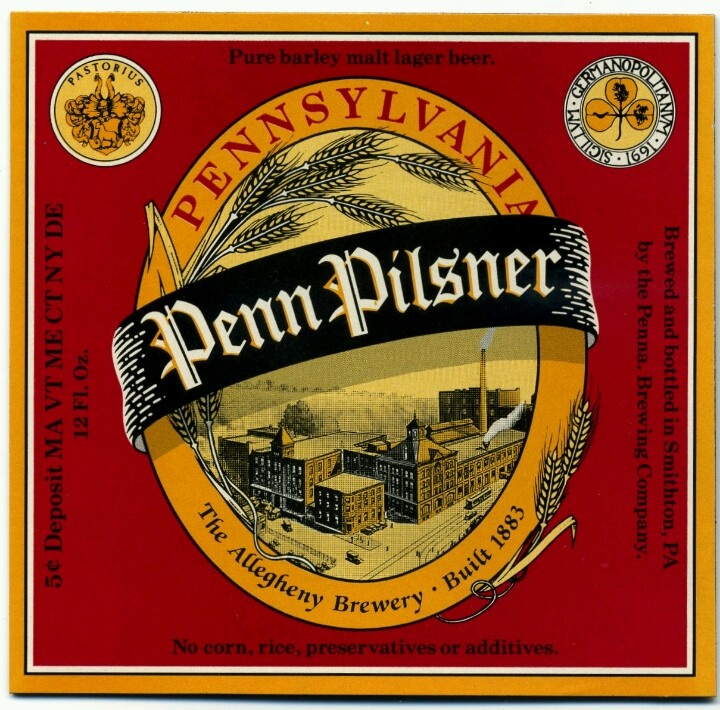 Pure barley malt lager beer.
PASTORIUS
SIGILLVM · GERMANOPOLITANVM · 1691 ·
PENNSYLVANIA
Penn Pilsner
The Allegheny Brewery · Built 1883
5¢ Deposit MA VT ME CT NY DE
12 Fl. Oz.
Brewed and bottled in Smithton, PA
by the Penna. Brewing Company.
No corn, rice, preservatives or additives.